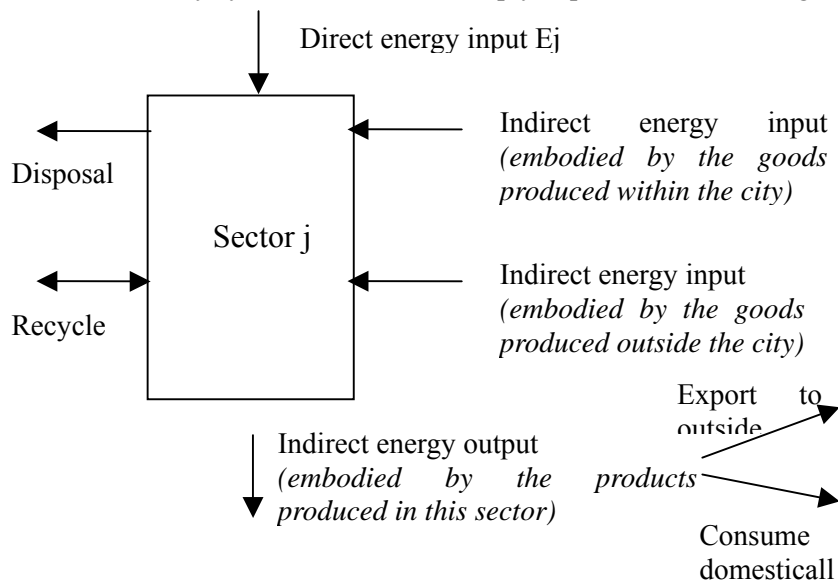 Direct energy input Ej
Indirect energy input
(embodied by the goods
produced within the city)
Disposal
Sector j
Indirect energy input
(embodied by the goods
produced outside the city)
Recycle
Export to
outside
Indirect energy output
(embodied by the products
produced in this sector)
Consume
domesticall